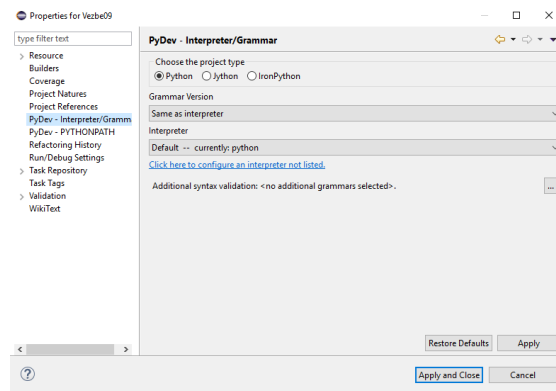 Properties for Vezbe09
type filter text
Resource
Builders
Coverage
Project Natures
Project References
PyDev - Interpreter/Gramm
PyDev - PYTHONPATH
Refactoring History
Run/Debug Settings
Task Repository
Task Tags
Validation
WikiText
PyDev - Interpreter/Grammar
Choose the project type
Python Jython IronPython
Grammar Version
Same as interpreter
Interpreter
Default -- currently: python
Click here to configure an interpreter not listed.
Additional syntax validation: <no additional grammars selected>.
...
Restore Defaults Apply
Apply and Close Cancel